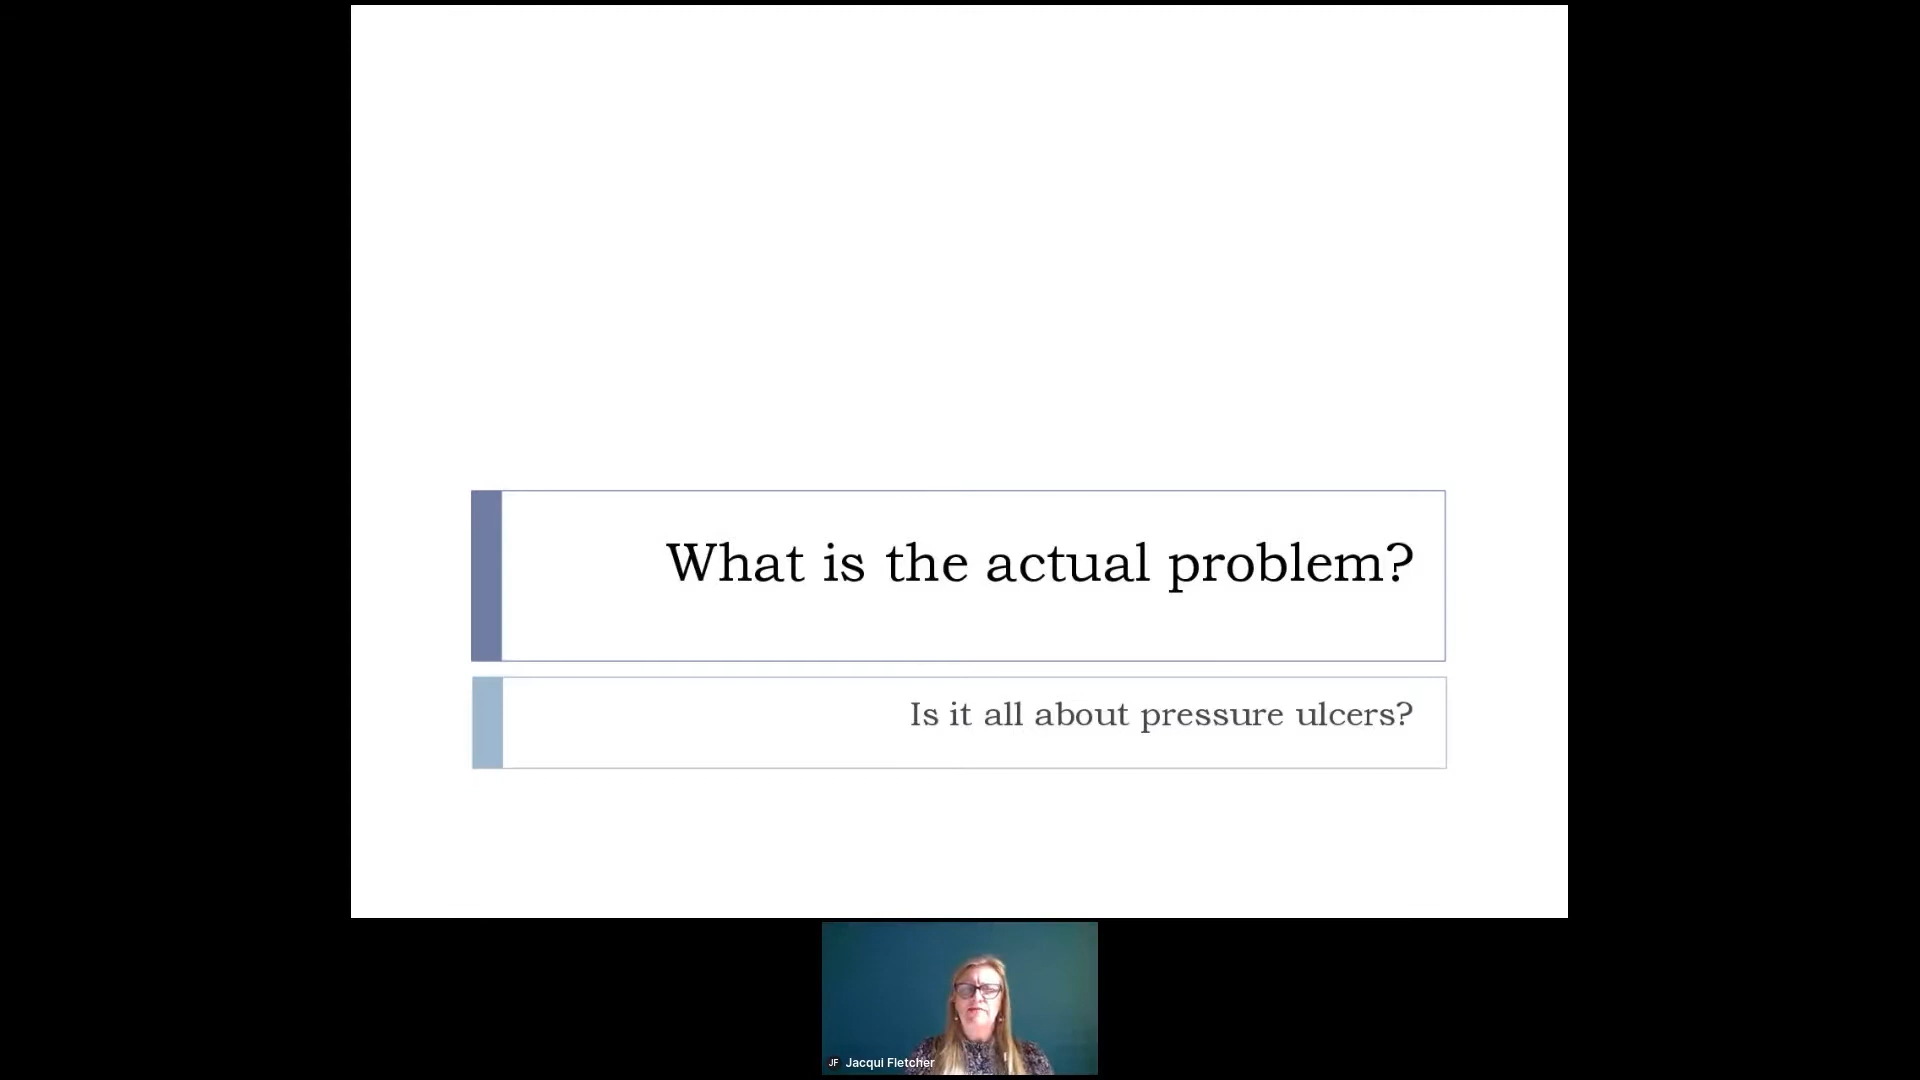 What is the actual problem?
Is it all about pressure ulcers?
JF Jacqui Fletcher